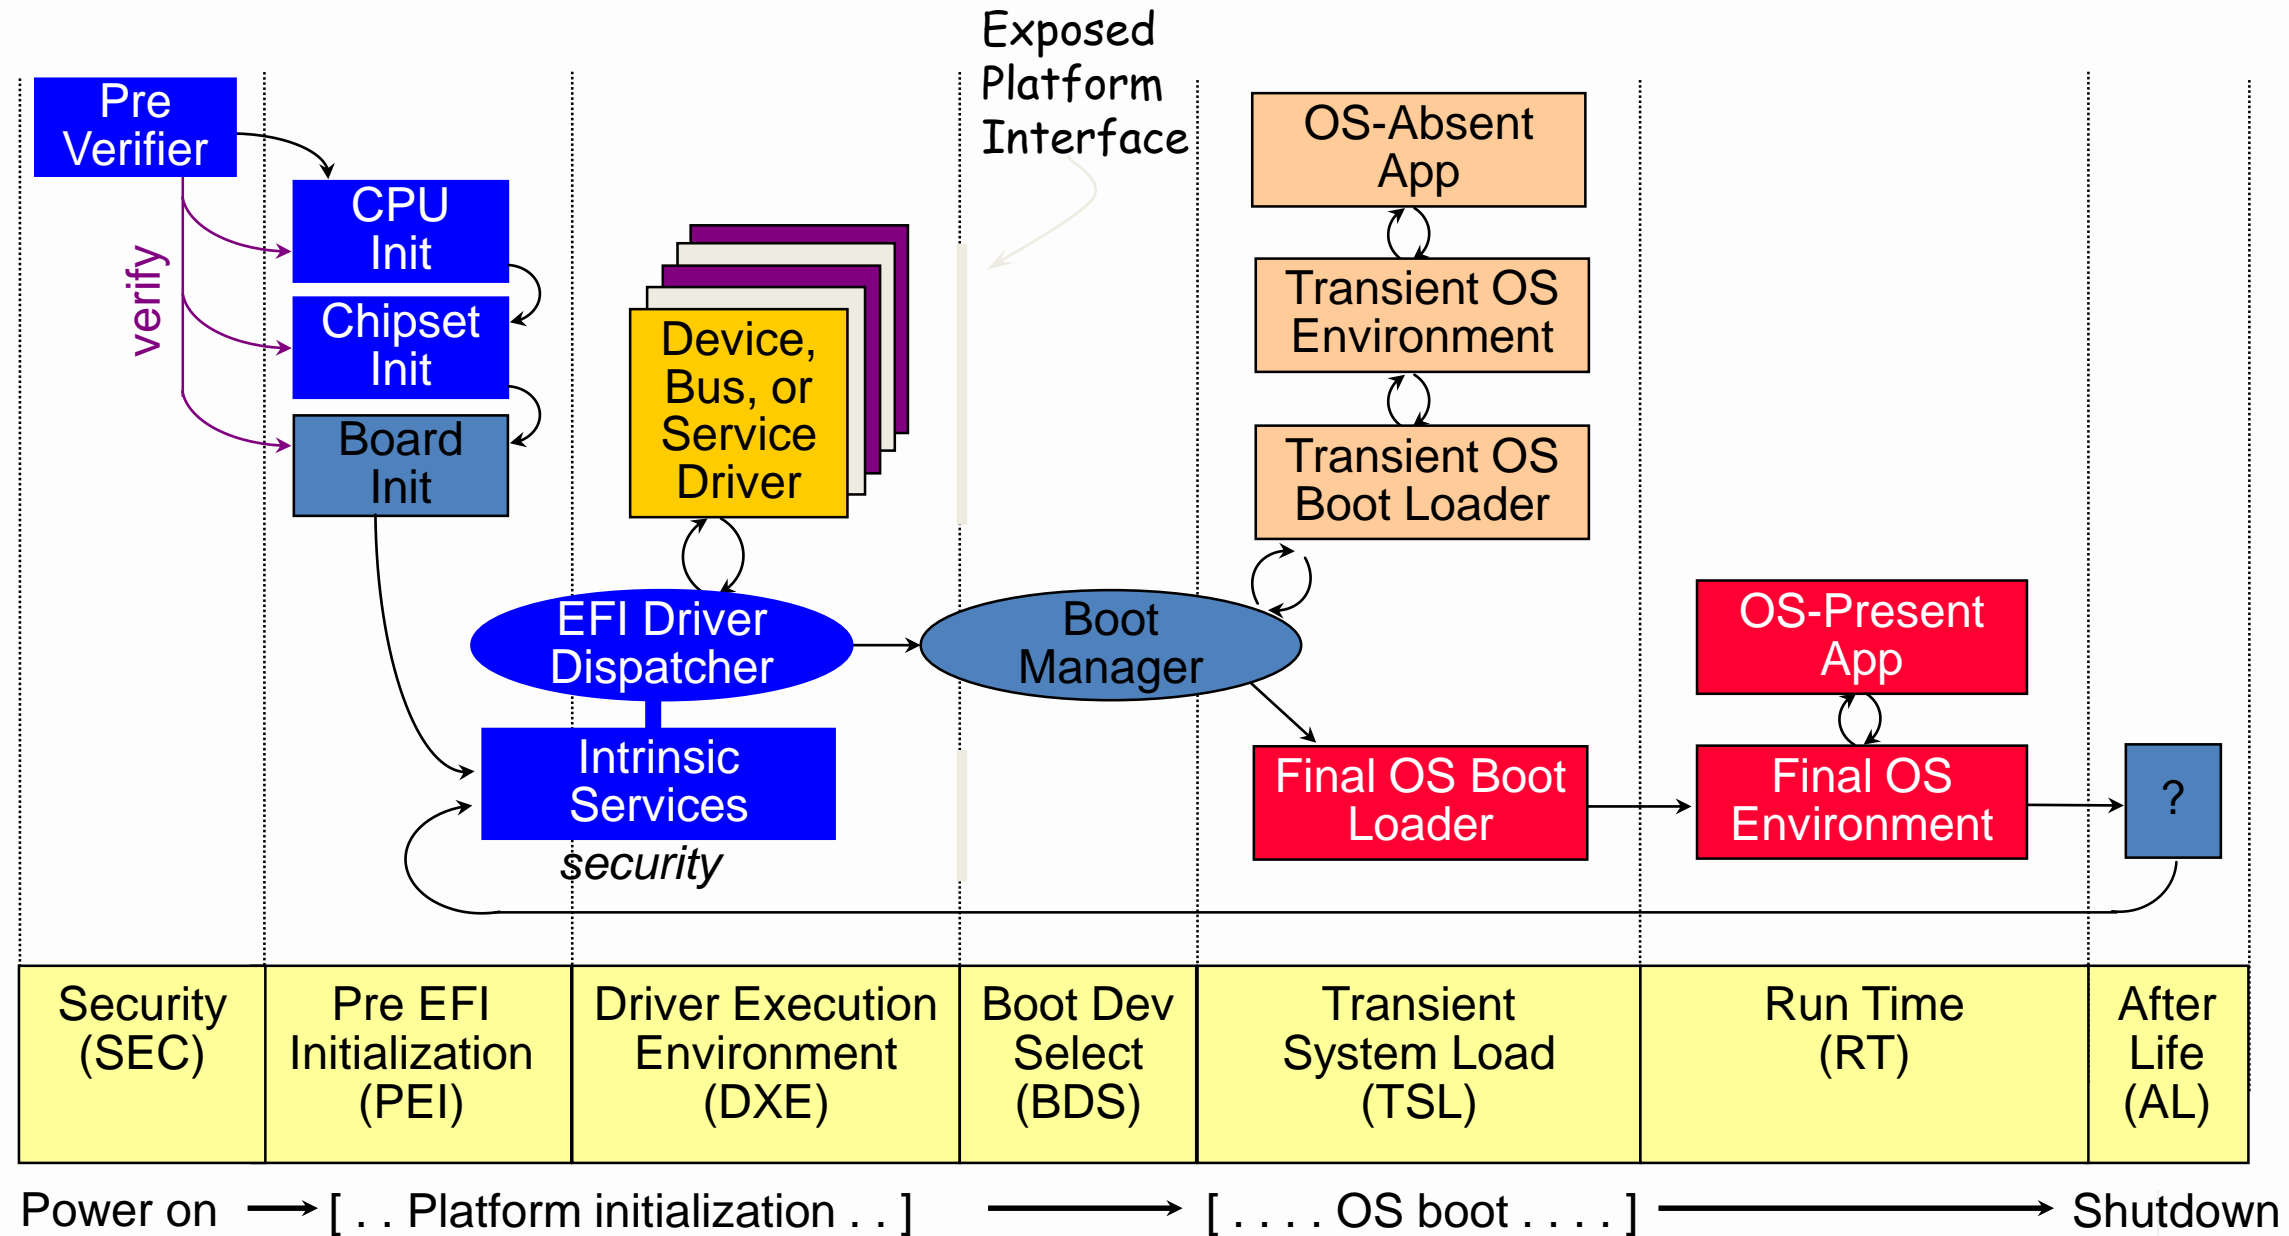 Exposed
Platform
Interface
Pre
Verifier
verify
CPU
Init
Chipset
Init
Board
Init
Device,
Bus, or
Service
Driver
EFI Driver
Dispatcher
Intrinsic
Services
security
Boot
Manager
OS-Absent
App
Transient OS
Environment
Transient OS
Boot Loader
Final OS Boot
Loader
OS-Present
App
Final OS
Environment
?
Security
(SEC)
Pre EFI
Initialization
(PEI)
Driver Execution
Environment
(DXE)
Boot Dev
Select
(BDS)
Transient
System Load
(TSL)
Run Time
(RT)
After
Life
(AL)
Power on
[ . . Platform initialization . . ]
[ . . . . OS boot . . . . ]
Shutdown